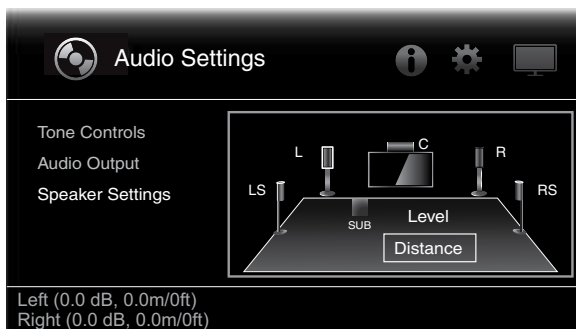 Audio Settings
Tone Controls
Audio Output
Speaker Settings
L
C
R
LS
RS
SUB
Level
Distance
Left (0.0 dB, 0.0m/0ft)
Right (0.0 dB, 0.0m/0ft)